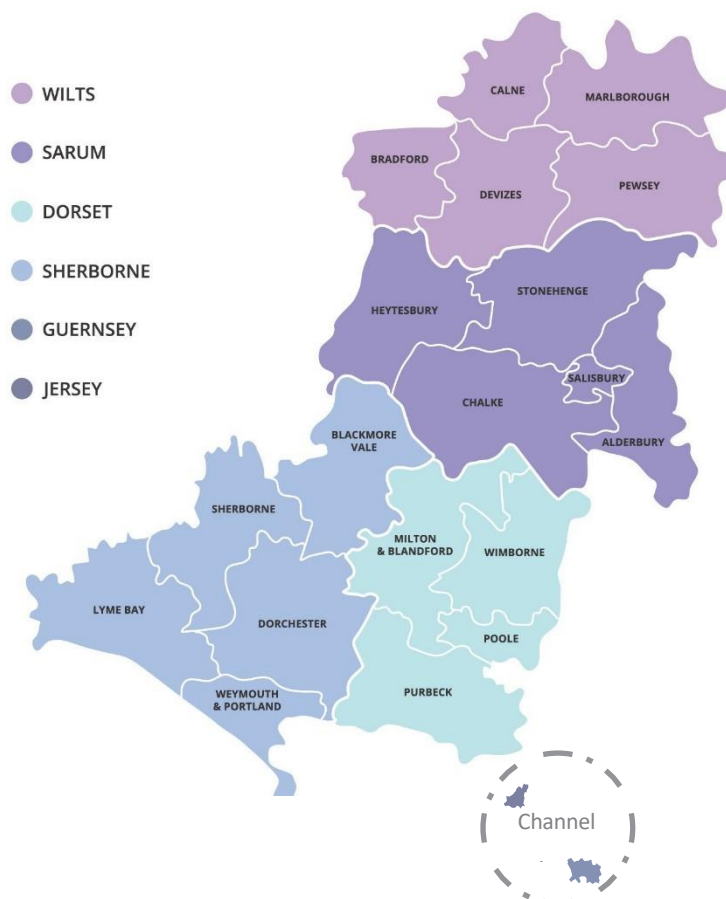 WILTS
SARUM
DORSET
SHERBORNE
GUERNSEY
JERSEY
CALNE
MARLBOROUGH
BRADFORD
DEVIZES
PEWSEY
STONEHENGE
HEYTESBURY
SALISBURY
CHALKE
ALDERBURY
BLACKMORE
VALE
SHERBORNE
MILTON
& BLANDFORD
WIMBORNE
LYME BAY
DORCHESTER
POOLE
PURBECK
WEYMOUTH
& PORTLAND
Channel